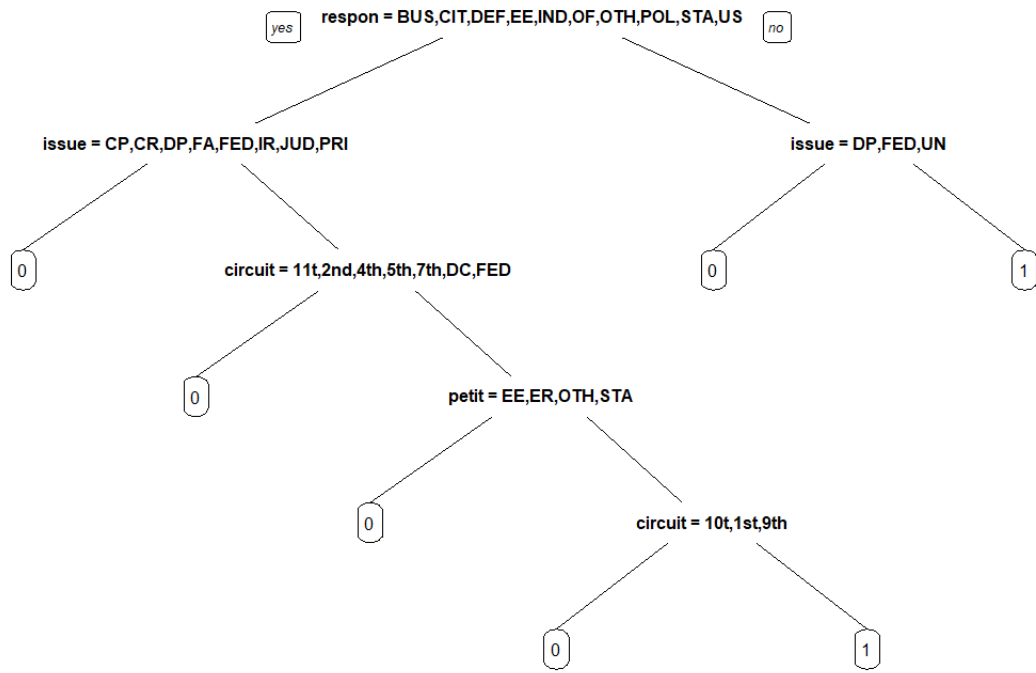 respon = BUS,CIT,DEF,EE,IND,OF,OTH,POL,STA,US
yes
no
issue = CP,CR,DP,FA,FED,IR,JUD,PRI
issue = DP,FED,UN
0
circuit = 11t,2nd,4th,5th,7th,DC,FED
0
1
0
petit = EE,ER,OTH,STA
0
circuit = 10t,1st,9th
0
1